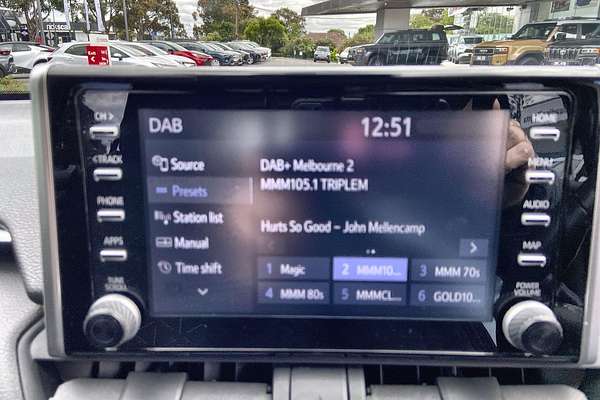 DAB
12:51
CH >
< TRACK
PHONE
APPS
TUNE
SCROLL
Source
Presets
Station list
Manual
Time shift
DAB+ Melbourne 2
MMM105.1 TRIPLEM
Hurts So Good - John Mellencamp
1 Magic
2 MMM10...
3 MMM 70s
4 MMM 80s
5 MMMCL...
6 GOLD10...
HOME
MENU
AUDIO
MAP
POWER
VOLUME